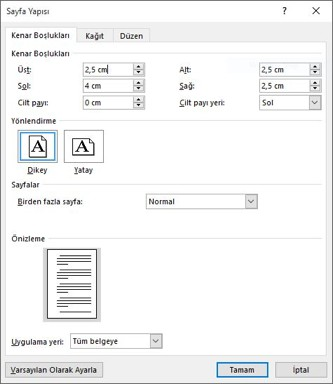 Sayfa Yapısı ? ×
Kenar Boşlukları Kağıt Düzen
Kenar Boşlukları
Üst: 2,5 cm Alt: 2,5 cm
Sol: 4 cm Sağ: 2,5 cm
Cilt payı: 0 cm Cilt payı yeri: Sol
Yönlendirme
A A
Dikey Yatay
Sayfalar
Birden fazla sayfa: Normal
Önizleme
Uygulama yeri: Tüm belgeye
Varsayılan Olarak Ayarla Tamam İptal